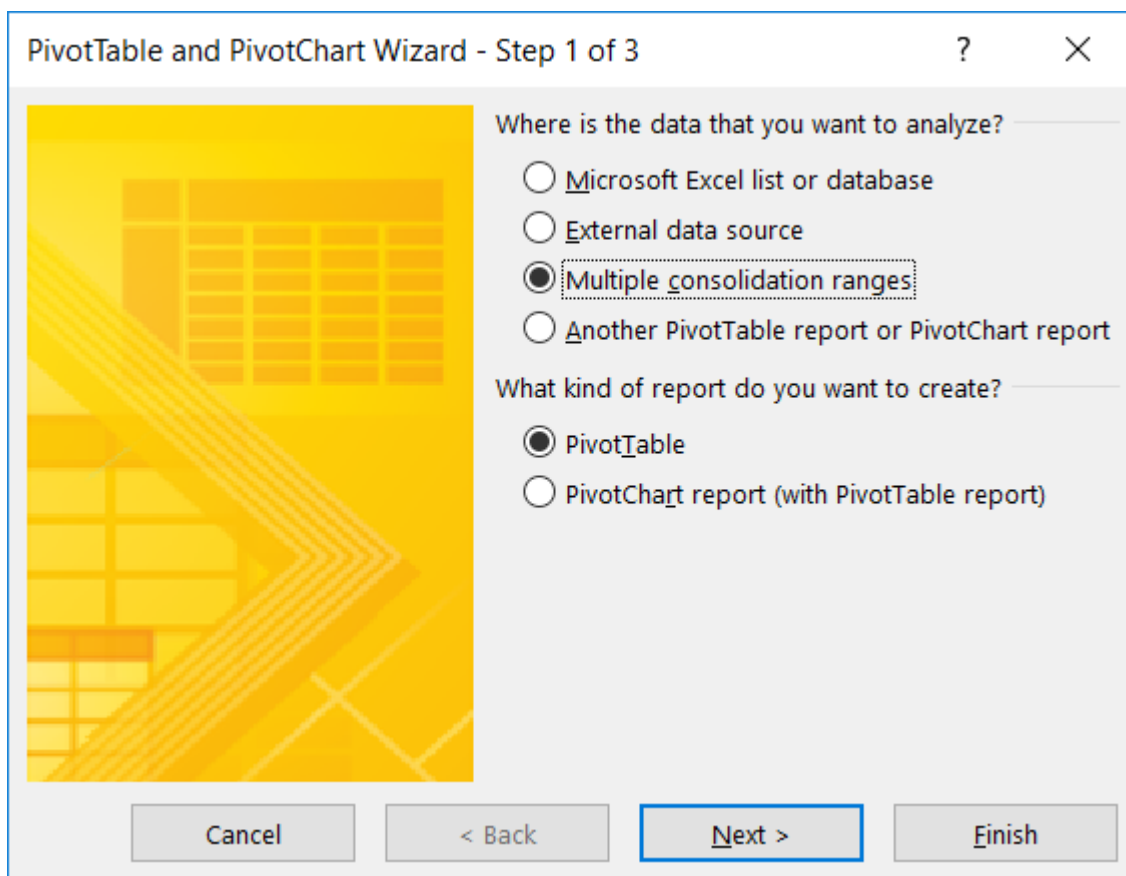 PivotTable and PivotChart Wizard - Step 1 of 3
?
Where is the data that you want to analyze?
Microsoft Excel list or database
External data source
Multiple consolidation ranges
Another PivotTable report or PivotChart report
What kind of report do you want to create?
PivotTable
PivotChart report (with PivotTable report)
Cancel
< Back
Next >
Finish